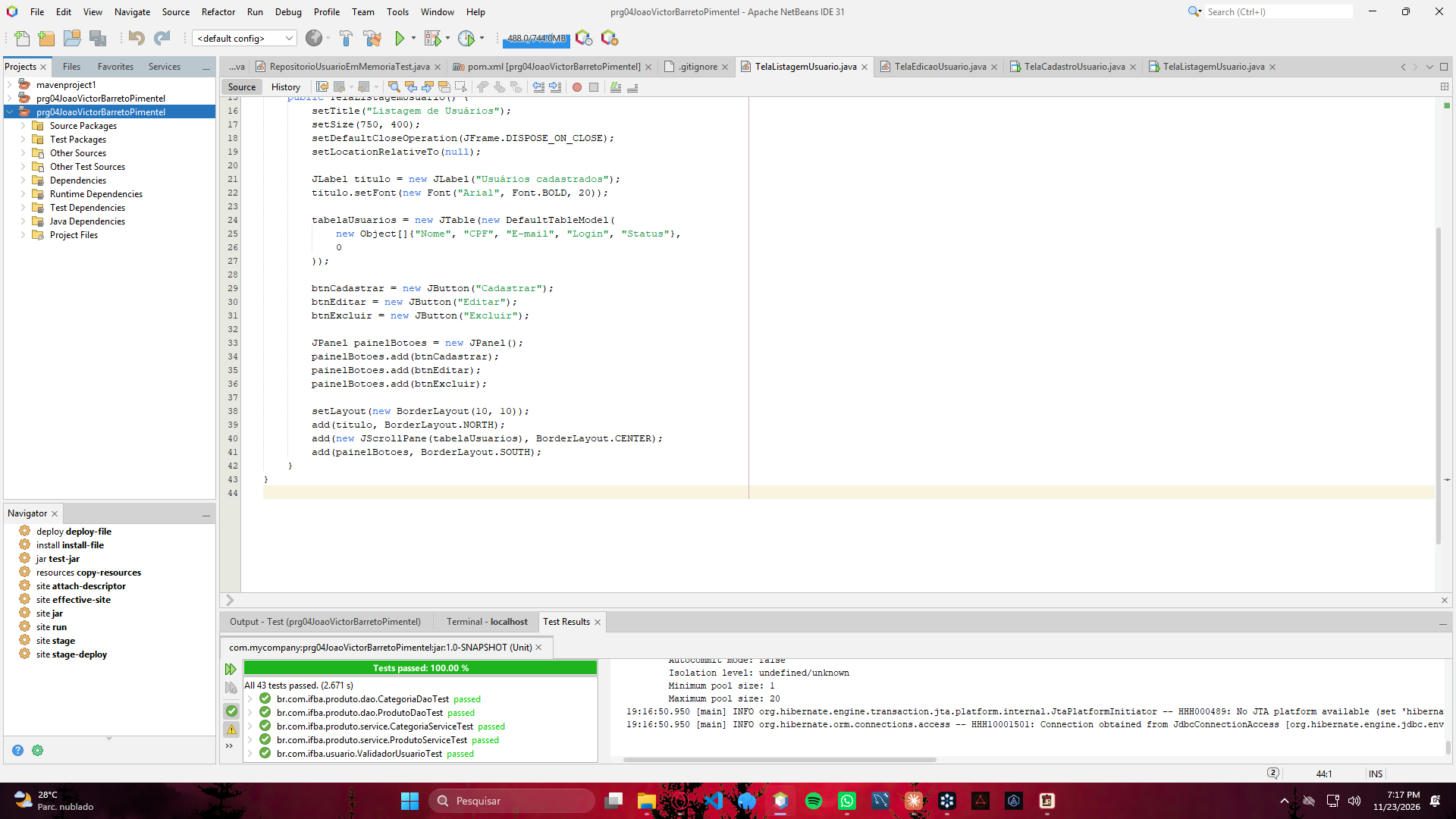 File Edit View Navigate Source Refactor Run Debug Profile Team Tools Window Help
prg04JoaoVictorBarretoPimentel - Apache NetBeans IDE 31
Search (Ctrl+I)
<default config>
488.0/744.0MB
Projects Files Favorites Services
...va RepositorioUsuarioEmMemoriaTest.java pom.xml [prg04JoaoVictorBarretoPimentel] .gitignore TelaListagemUsuario.java TelaEdicaoUsuario.java TelaCadastroUsuario.java TelaListagemUsuario.java
Source History
mavenproject1
prg04JoaoVictorBarretoPimentel
prg04JoaoVictorBarretoPimentel
Source Packages
Test Packages
Other Sources
Other Test Sources
Dependencies
Runtime Dependencies
Test Dependencies
Java Dependencies
Project Files
15 public TelaListagemUsuario() {
16 setTitle("Listagem de Usuários");
17 setSize(750, 400);
18 setDefaultCloseOperation(JFrame.DISPOSE_ON_CLOSE);
19 setLocationRelativeTo(null);
20
21 JLabel titulo = new JLabel("Usuários cadastrados");
22 titulo.setFont(new Font("Arial", Font.BOLD, 20));
23
24 tabelaUsuarios = new JTable(new DefaultTableModel(
25 new Object[]{"Nome", "CPF", "E-mail", "Login", "Status"},
26 0
27 ));
28
29 btnCadastrar = new JButton("Cadastrar");
30 btnEditar = new JButton("Editar");
31 btnExcluir = new JButton("Excluir");
32
33 JPanel painelBotoes = new JPanel();
34 painelBotoes.add(btnCadastrar);
35 painelBotoes.add(btnEditar);
36 painelBotoes.add(btnExcluir);
37
38 setLayout(new BorderLayout(10, 10));
39 add(titulo, BorderLayout.NORTH);
40 add(new JScrollPane(tabelaUsuarios), BorderLayout.CENTER);
41 add(painelBotoes, BorderLayout.SOUTH);
42 }
43 }
44
Navigator
deploy deploy-file
install install-file
jar test-jar
resources copy-resources
site attach-descriptor
site effective-site
site jar
site run
site stage
site stage-deploy
Output - Test (prg04JoaoVictorBarretoPimentel) Terminal - localhost Test Results
com.mycompany:prg04JoaoVictorBarretoPimentel:jar:1.0-SNAPSHOT (Unit)
Tests passed: 100.00 %
All 43 tests passed. (2.671 s)
br.com.ifba.produto.dao.CategoriaDaoTest passed
br.com.ifba.produto.dao.ProdutoDaoTest passed
br.com.ifba.produto.service.CategoriaServiceTest passed
br.com.ifba.produto.service.ProdutoServiceTest passed
br.com.ifba.usuario.ValidadorUsuarioTest passed
Autocommit mode: false
Isolation level: undefined/unknown
Minimum pool size: 1
Maximum pool size: 20
19:16:50.950 [main] INFO org.hibernate.engine.transaction.jta.platform.internal.JtaPlatformInitiator -- HHH000489: No JTA platform available (set 'hiberna
19:16:50.950 [main] INFO org.hibernate.orm.connections.access -- HHH10001501: Connection obtained from JdbcConnectionAccess [org.hibernate.engine.jdbc.env
2
44:1
INS
28°C
Parc. nublado
Pesquisar
7:17 PM
11/23/2026